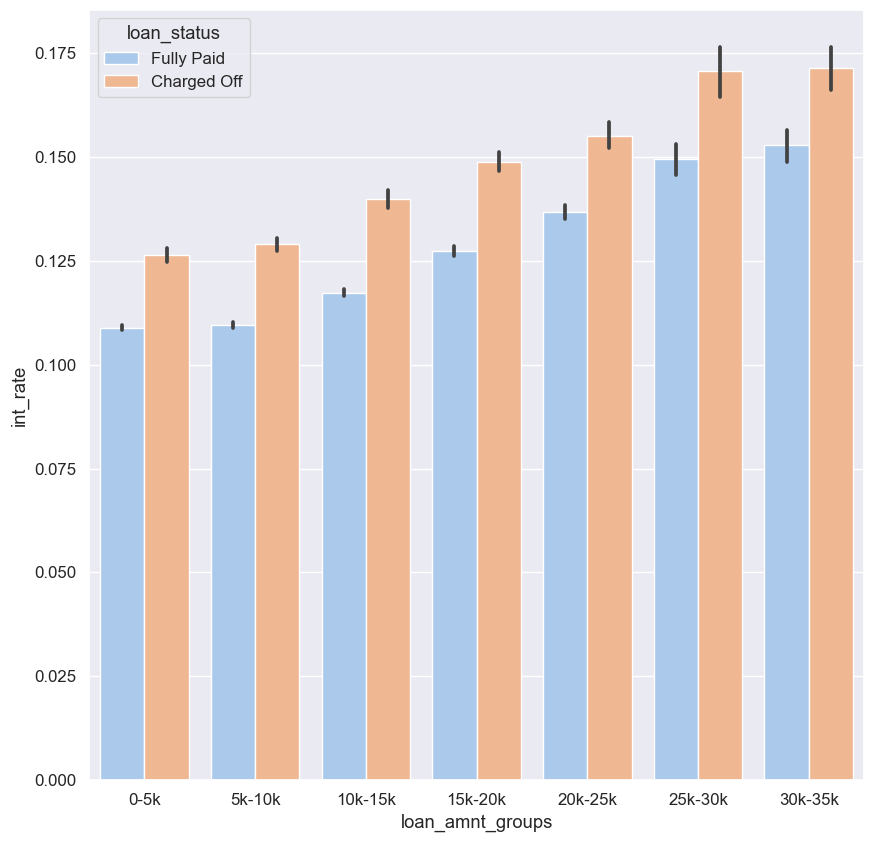 loan_status
Fully Paid
Charged Off
0.175
0.150
0.125
0.100
0.075
0.050
0.025
0.000
int_rate
0-5k 5k-10k 10k-15k 15k-20k 20k-25k 25k-30k 30k-35k
loan_amnt_groups